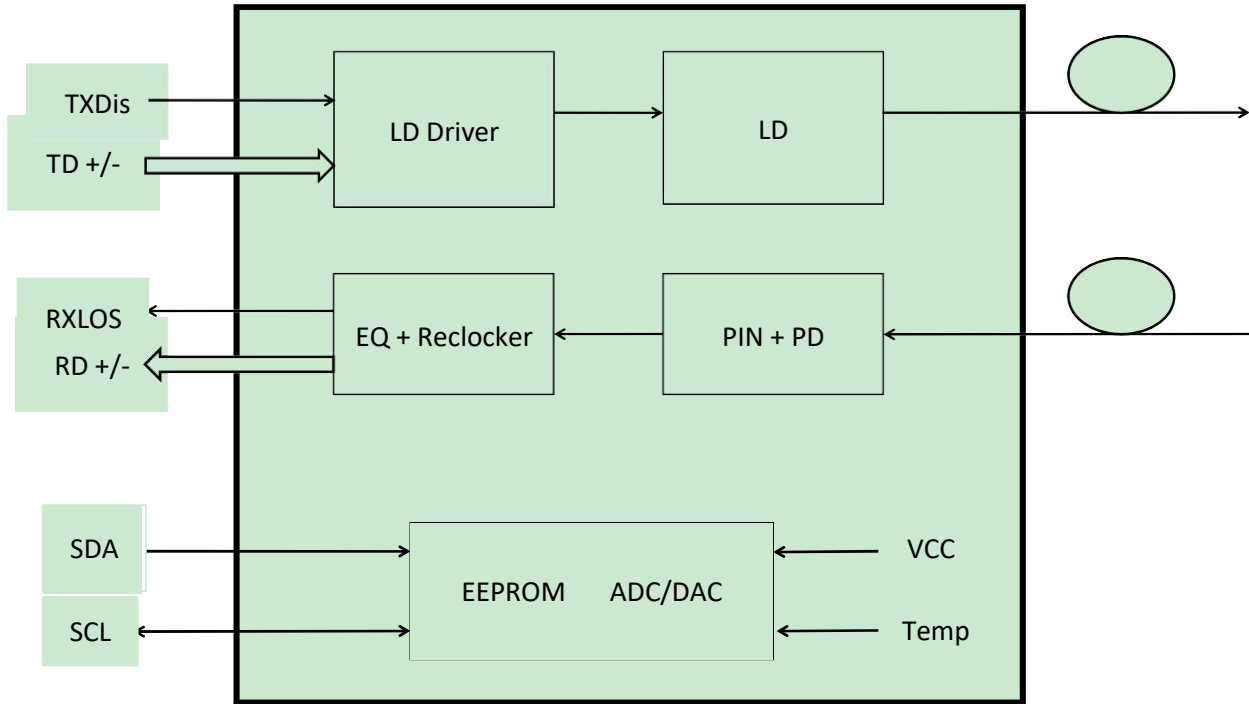 TXDis
TD +/-
LD Driver
LD
RXLOS
RD +/-
EQ + Reclocker
PIN + PD
SDA
SCL
EEPROM ADC/DAC
VCC
Temp